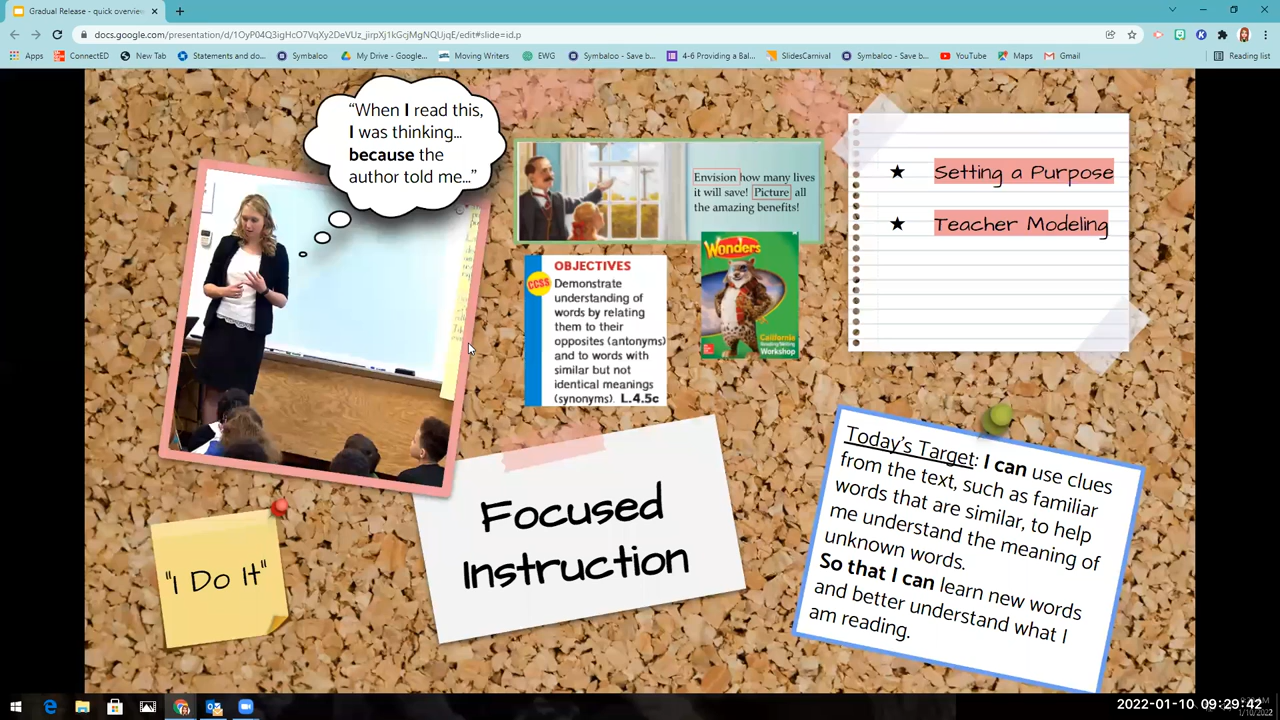 Gradual Release - quick overview
docs.google.com/presentation/d/1OyP04Q3igHcO7VqXy2DeVUz_jirpXj1kGcjMgNQUjqE/edit#slide=id.p
Apps
ConnectED
New Tab
Statements and do...
Symbaloo
My Drive - Google...
Moving Writers
EWG
Symbaloo - Save b...
4-6 Providing a Bal...
SlidesCarnival
Symbaloo - Save b...
YouTube
Maps
Gmail
Reading list
“When I read this,
I was thinking...
because the
author told me...”
Envision how many lives
it will save! Picture all
the amazing benefits!
★ Setting a Purpose
★ Teacher Modeling
Wonders
California
Reading/Writing
Workshop
CCSS
OBJECTIVES
Demonstrate
understanding of
words by relating
them to their
opposites (antonyms)
and to words with
similar but not
identical meanings
(synonyms). L.4.5c
"I Do It"
Focused
Instruction
Today's Target: I can use clues
from the text, such as familiar
words that are similar, to help
me understand the meaning of
unknown words.
So that I can learn new words
and better understand what I
am reading.
2022-01-10 09:29:42
1/10/2022